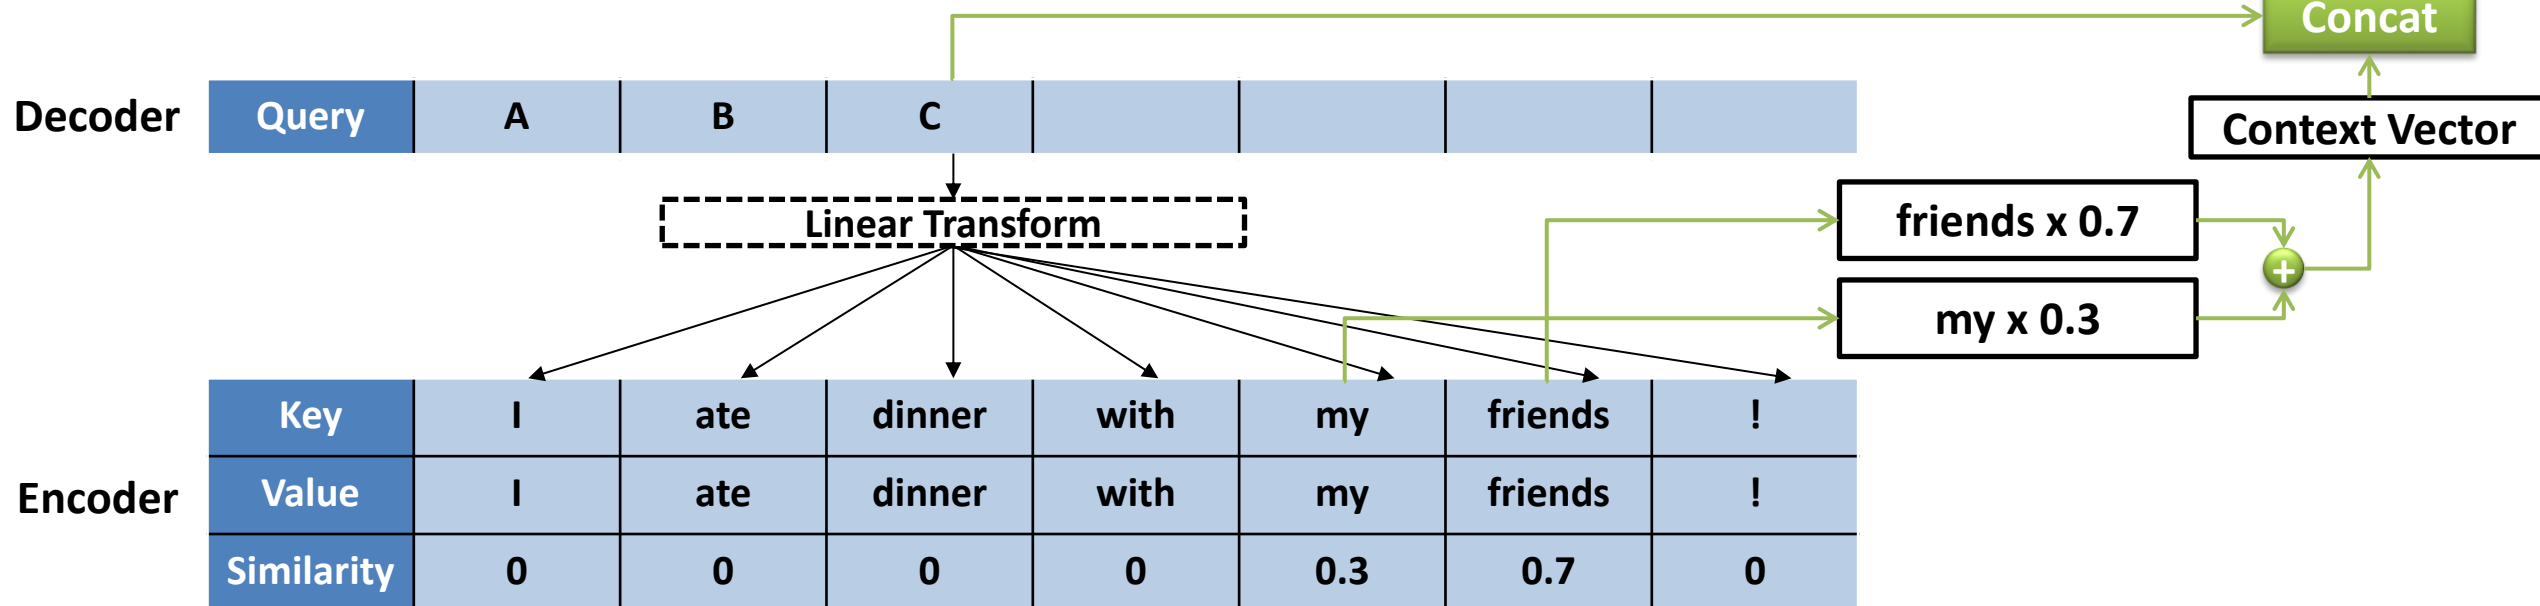 Concat
Decoder Query A B C
Context Vector
Linear Transform
friends x 0.7
+
my x 0.3
Key I ate dinner with my friends !
Encoder Value I ate dinner with my friends !
Similarity 0 0 0 0 0.3 0.7 0